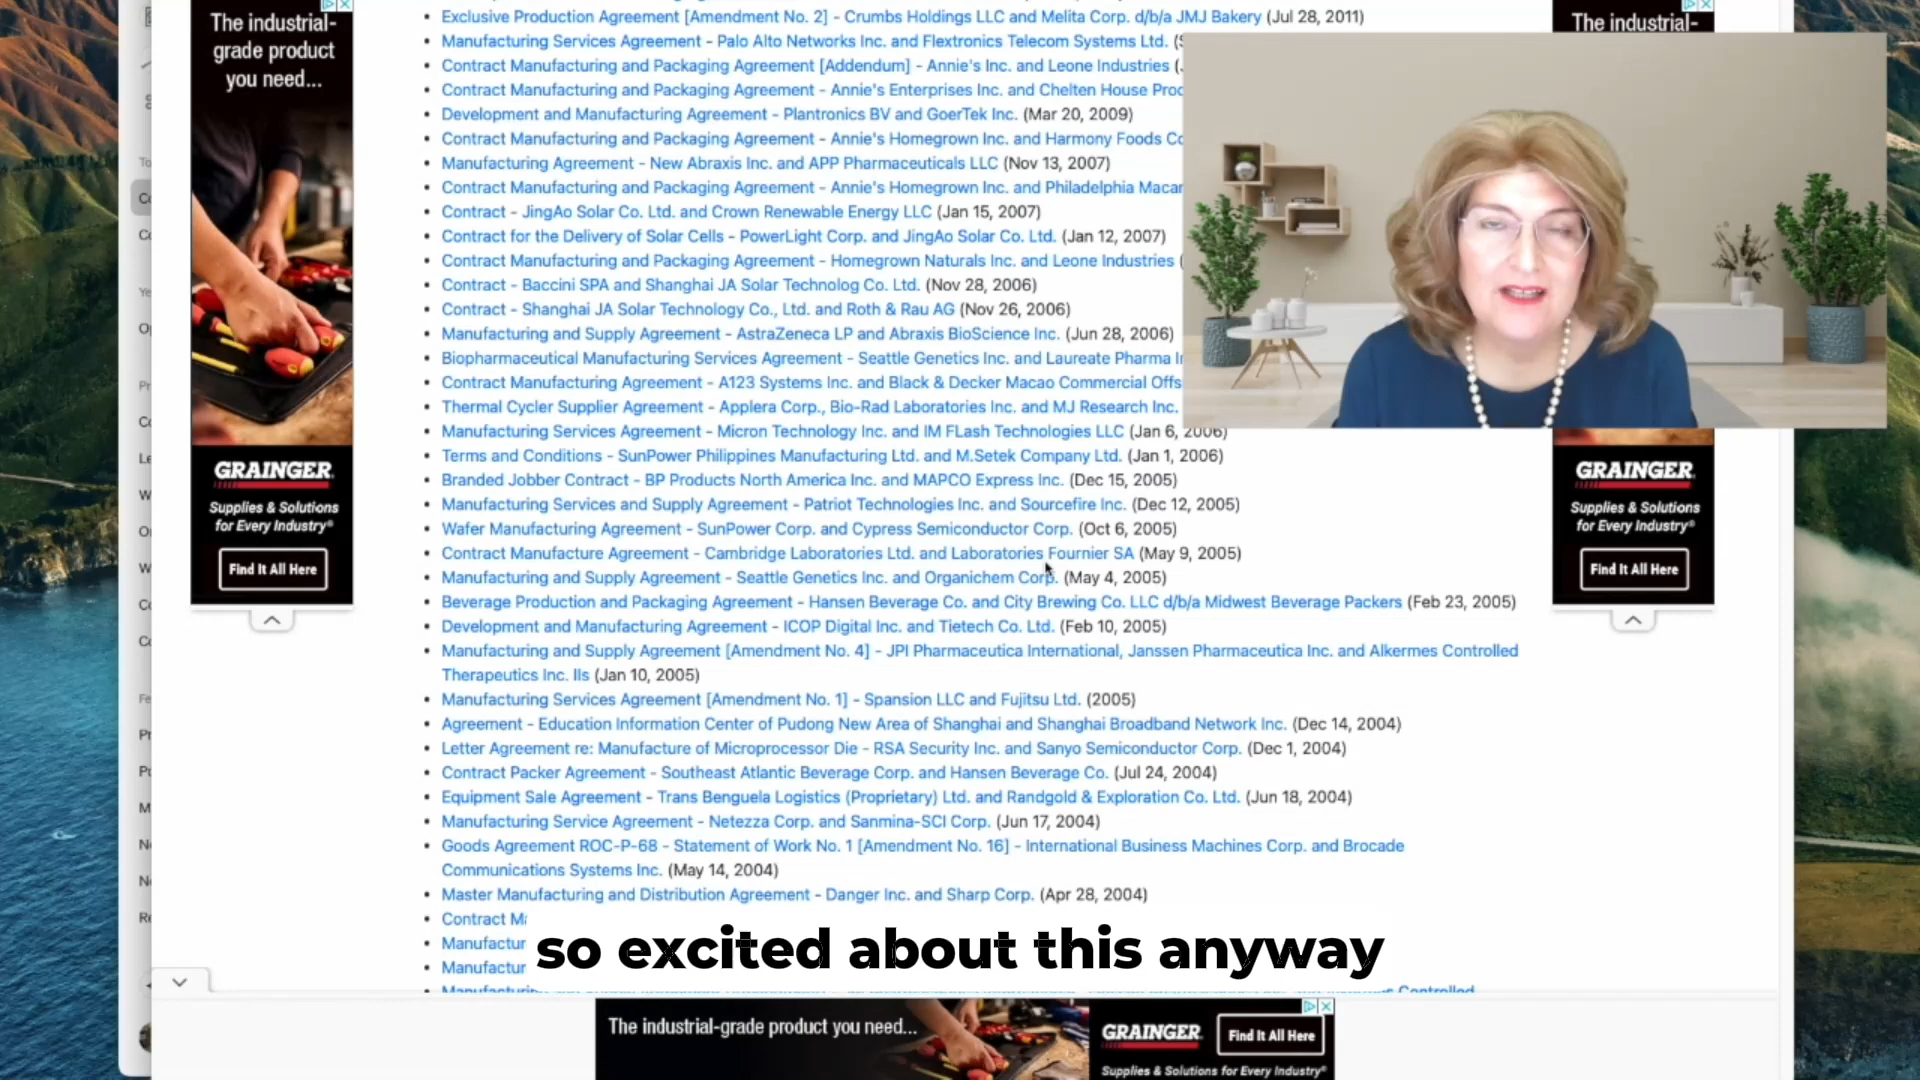 The industrial-
grade product
you need...
GRAINGER
Supplies & Solutions
for Every Industry®
Find It All Here
Exclusive Production Agreement [Amendment No. 2] - Crumbs Holdings LLC and Melita Corp. d/b/a JMJ Bakery (Jul 28, 2011)
Manufacturing Services Agreement - Palo Alto Networks Inc. and Flextronics Telecom Systems Ltd.
Contract Manufacturing and Packaging Agreement [Addendum] - Annie's Inc. and Leone Industries
Contract Manufacturing and Packaging Agreement - Annie's Enterprises Inc. and Chelten House
Development and Manufacturing Agreement - Plantronics BV and GoerTek Inc. (Mar 20, 2009)
Contract Manufacturing and Packaging Agreement - Annie's Homegrown Inc. and Harmony Foods
Manufacturing Agreement - New Abraxis Inc. and APP Pharmaceuticals LLC (Nov 13, 2007)
Contract Manufacturing and Packaging Agreement - Annie's Homegrown Inc. and Philadelphia
Contract - JingAo Solar Co. Ltd. and Crown Renewable Energy LLC (Jan 15, 2007)
Contract for the Delivery of Solar Cells - PowerLight Corp. and JingAo Solar Co. Ltd. (Jan 12, 2007)
Contract Manufacturing and Packaging Agreement - Homegrown Naturals Inc. and Leone Industries
Contract - Baccini SPA and Shanghai JA Solar Technolog Co. Ltd. (Nov 28, 2006)
Contract - Shanghai JA Solar Technology Co., Ltd. and Roth & Rau AG (Nov 26, 2006)
Manufacturing and Supply Agreement - AstraZeneca LP and Abraxis BioScience Inc. (Jun 28, 2006)
Biopharmaceutical Manufacturing Services Agreement - Seattle Genetics Inc. and Laureate Pharma
Contract Manufacturing Agreement - A123 Systems Inc. and Black & Decker Macao Commercial
Thermal Cycler Supplier Agreement - Applera Corp., Bio-Rad Laboratories Inc. and MJ Research Inc.
Manufacturing Services Agreement - Micron Technology Inc. and IM FLash Technologies LLC (Jan 6, 2006)
Terms and Conditions - SunPower Philippines Manufacturing Ltd. and M.Setek Company Ltd. (Jan 1, 2006)
Branded Jobber Contract - BP Products North America Inc. and MAPCO Express Inc. (Dec 15, 2005)
Manufacturing Services and Supply Agreement - Patriot Technologies Inc. and Sourcefire Inc. (Dec 12, 2005)
Wafer Manufacturing Agreement - SunPower Corp. and Cypress Semiconductor Corp. (Oct 6, 2005)
Contract Manufacture Agreement - Cambridge Laboratories Ltd. and Laboratories Fournier SA (May 9, 2005)
Manufacturing and Supply Agreement - Seattle Genetics Inc. and Organichem Corp. (May 4, 2005)
Beverage Production and Packaging Agreement - Hansen Beverage Co. and City Brewing Co. LLC d/b/a Midwest Beverage Packers (Feb 23, 2005)
Development and Manufacturing Agreement - ICOP Digital Inc. and Tietech Co. Ltd. (Feb 10, 2005)
Manufacturing and Supply Agreement [Amendment No. 4] - JPI Pharmaceutica International, Janssen Pharmaceutica Inc. and Alkermes Controlled
Therapeutics Inc. IIs (Jan 10, 2005)
Manufacturing Services Agreement [Amendment No. 1] - Spansion LLC and Fujitsu Ltd. (2005)
Agreement - Education Information Center of Pudong New Area of Shanghai and Shanghai Broadband Network Inc. (Dec 14, 2004)
Letter Agreement re: Manufacture of Microprocessor Die - RSA Security Inc. and Sanyo Semiconductor Corp. (Dec 1, 2004)
Contract Packer Agreement - Southeast Atlantic Beverage Corp. and Hansen Beverage Co. (Jul 24, 2004)
Equipment Sale Agreement - Trans Benguela Logistics (Proprietary) Ltd. and Randgold & Exploration Co. Ltd. (Jun 18, 2004)
Manufacturing Service Agreement - Netezza Corp. and Sanmina-SCI Corp. (Jun 17, 2004)
Goods Agreement ROC-P-68 - Statement of Work No. 1 [Amendment No. 16] - International Business Machines Corp. and Brocade
Communications Systems Inc. (May 14, 2004)
Master Manufacturing and Distribution Agreement - Danger Inc. and Sharp Corp. (Apr 28, 2004)
Contract
so excited about this anyway
The industrial-
GRAINGER
Supplies & Solutions
for Every Industry®
Find It All Here
The industrial-grade product you need...
GRAINGER
Find It All Here
Supplies & Solutions for Every Industry®